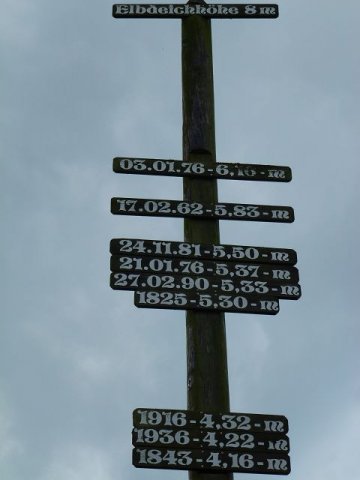 Elbdeichhöhe 8 m
03.01.76-6,16-m
17.02.62-5,83-m
24.11.81-5,50-m
21.01.76-5,37-m
27.02.90-5,33-m
1825-5,30-m
1916-4,32-m
1936-4,22-m
1843-4,16-m